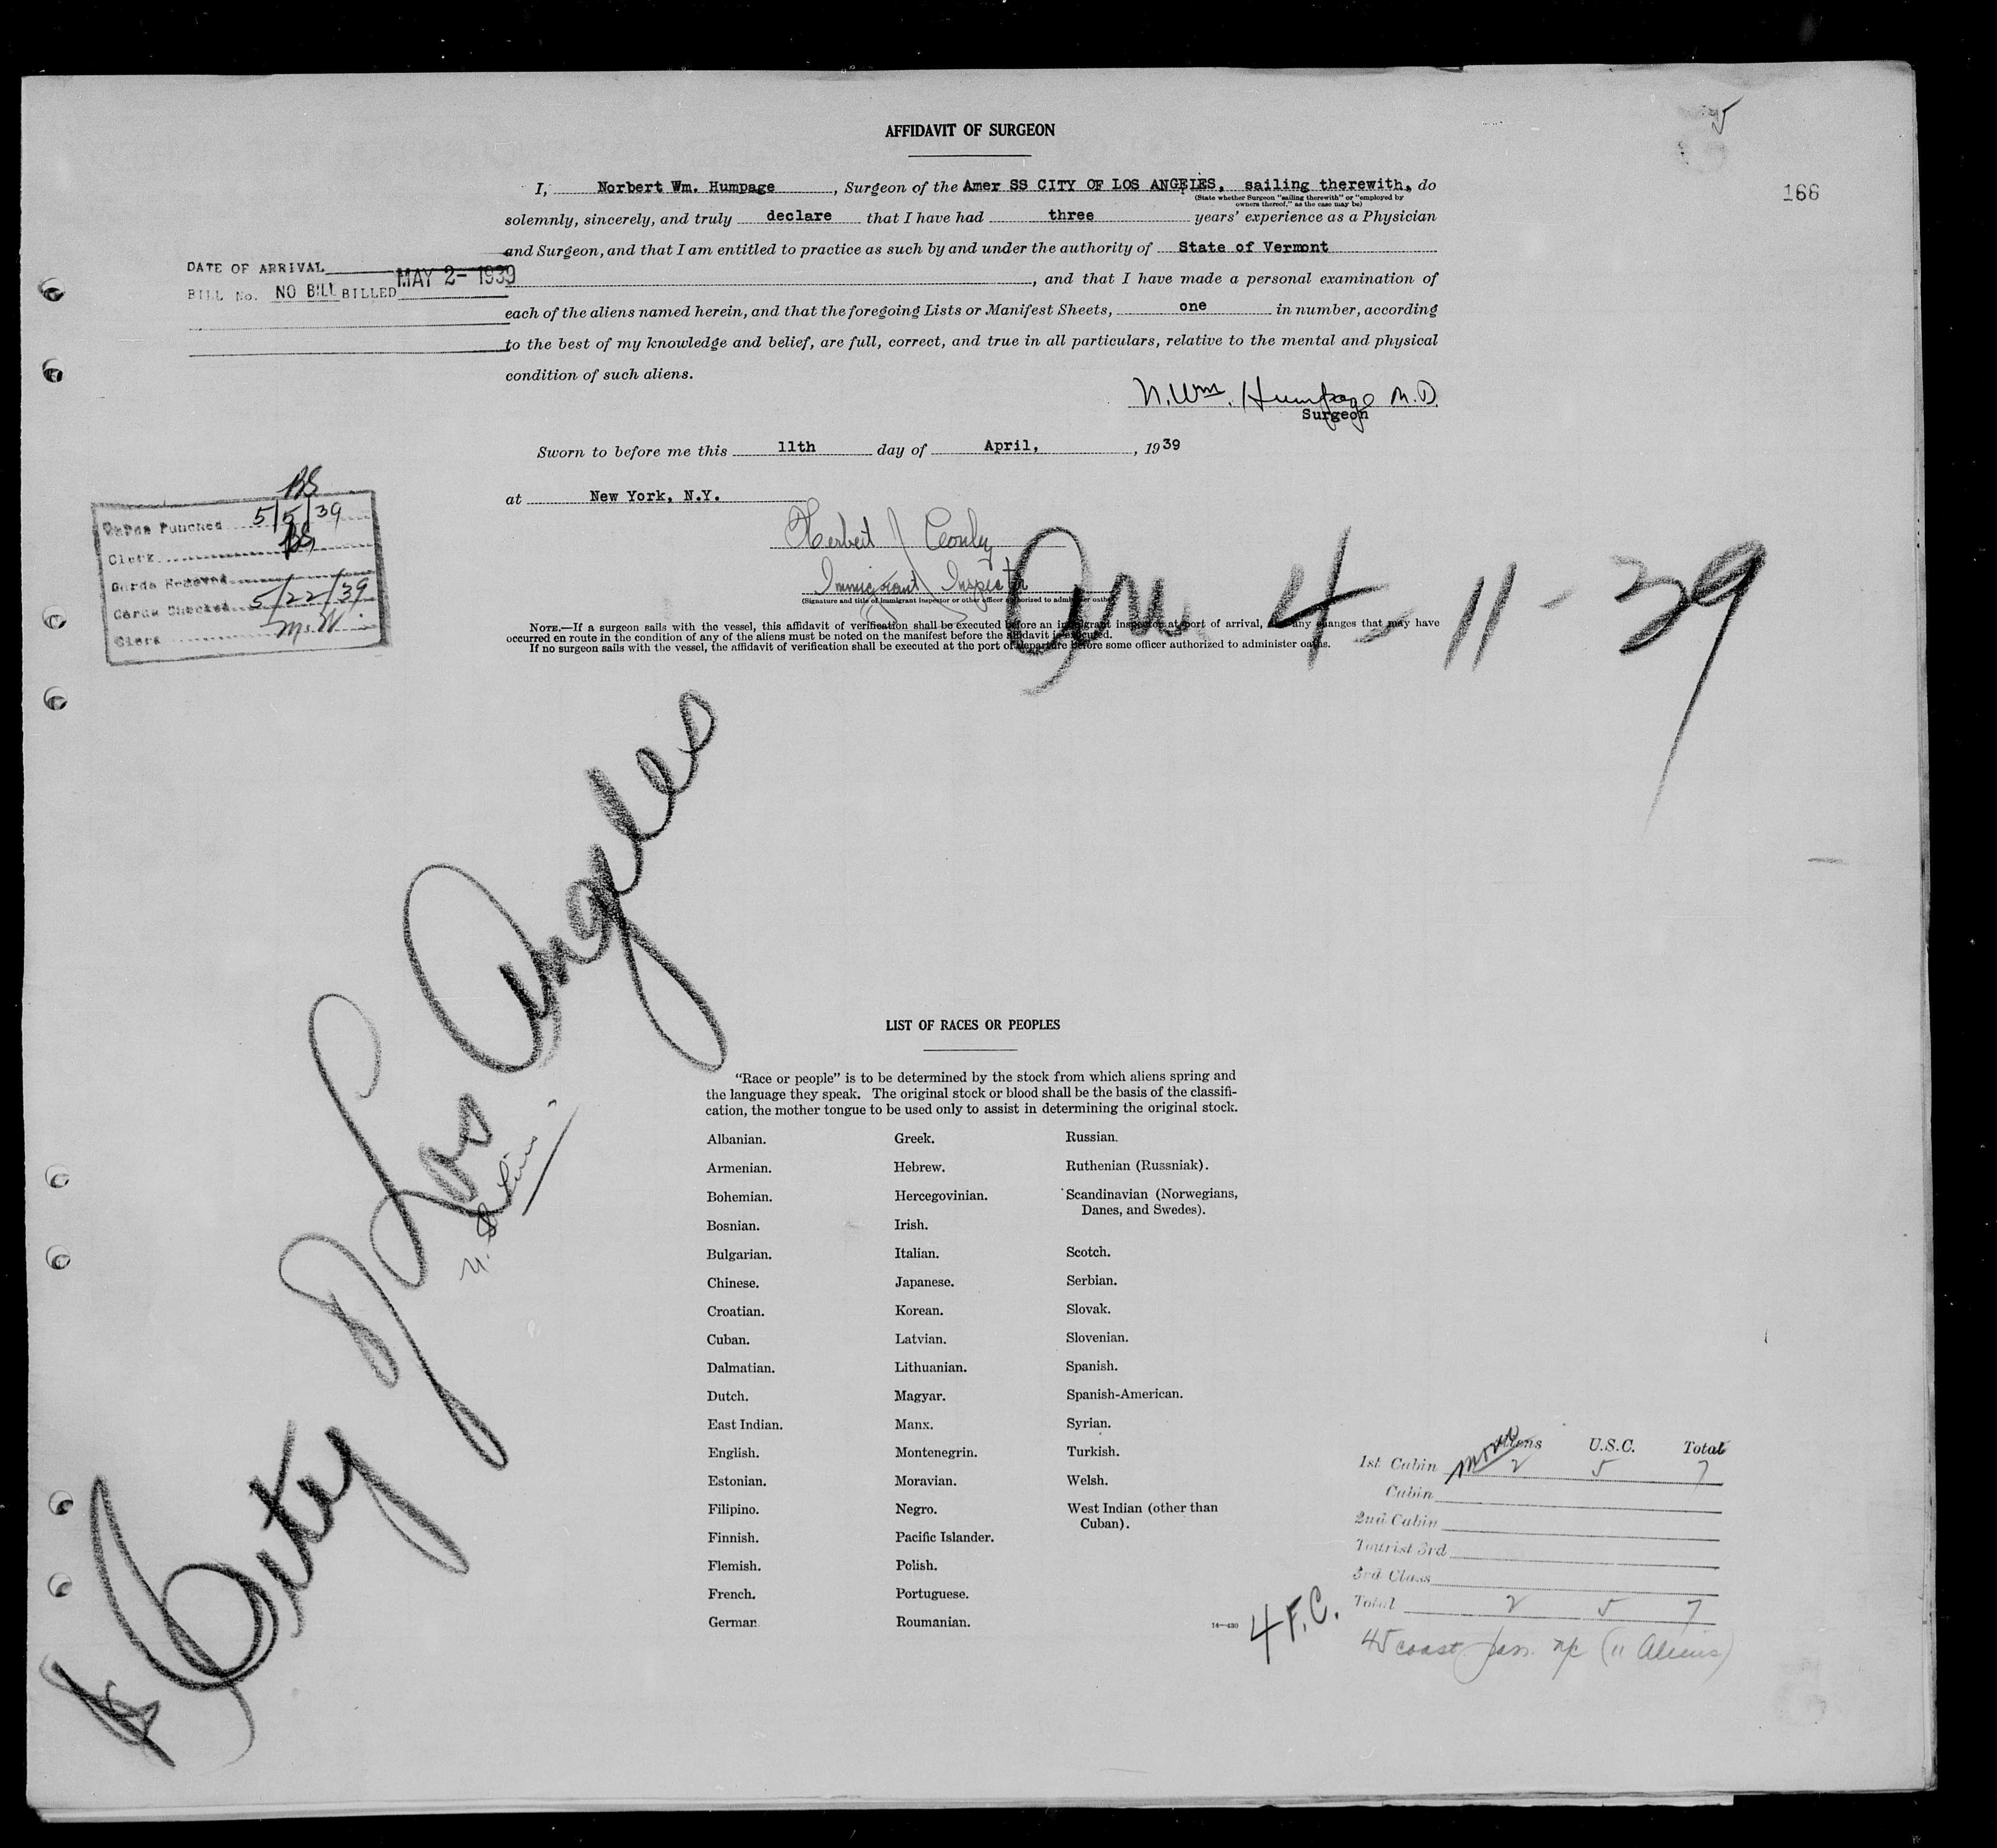 AFFIDAVIT OF SURGEON
166
I, Norbert Wm. Humpage, Surgeon of the Amer SS CITY OF LOS ANGELES, sailing therewith, do
(State whether Surgeon "sailing therewith" or "employed by
owners thereof," as the case may be)
solemnly, sincerely, and truly declare that I have had three years' experience as a Physician
and Surgeon, and that I am entitled to practice as such by and under the authority of State of Vermont
, and that I have made a personal examination of
each of the aliens named herein, and that the foregoing Lists or Manifest Sheets, one in number, according
to the best of my knowledge and belief, are full, correct, and true in all particulars, relative to the mental and physical
condition of such aliens.
DATE OF ARRIVAL
BILL No. NO BILL BILLED MAY 2- 1939
N. Wm. Humpage M.D.
Surgeon
Sworn to before me this 11th day of April, , 1939
at New York, N.Y.
Immigrant Inspector
(Signature and title of immigrant inspector or other officer authorized to administer oaths)
NOTE.—If a surgeon sails with the vessel, this affidavit of verification shall be executed before an immigrant inspector at port of arrival, and any changes that may have
occurred en route in the condition of any of the aliens must be noted on the manifest before the affidavit is executed.
If no surgeon sails with the vessel, the affidavit of verification shall be executed at the port of departure before some officer authorized to administer oaths.
BS
Cards Punched 5/5/39
Clerk BS
Cards Removed
Cards Checked 5/22/39
Clerk M.W.
Arr. 4-11-39
City of Los Angeles
LIST OF RACES OR PEOPLES
"Race or people" is to be determined by the stock from which aliens spring and
the language they speak. The original stock or blood shall be the basis of the classifi-
cation, the mother tongue to be used only to assist in determining the original stock.
Albanian.
Armenian.
Bohemian.
Bosnian.
Bulgarian.
Chinese.
Croatian.
Cuban.
Dalmatian.
Dutch.
East Indian.
English.
Estonian.
Filipino.
Finnish.
Flemish.
French.
German
Greek.
Hebrew.
Hercegovinian.
Irish.
Italian.
Japanese.
Korean.
Latvian.
Lithuanian.
Magyar.
Manx.
Montenegrin.
Moravian.
Negro.
Pacific Islander.
Polish.
Portuguese.
Roumanian.
Russian.
Ruthenian (Russniak).
Scandinavian (Norwegians,
Danes, and Swedes).
Scotch.
Serbian.
Slovak.
Slovenian.
Spanish.
Spanish-American.
Syrian.
Turkish.
Welsh.
West Indian (other than
Cuban).
14—430
Aliens U.S.C. Total
1st Cabin 2 5 7
Cabin
2nd Cabin
Tourist 3rd
3rd Class
Total 2 5 7
4 F.C.
45 coast pass. (11 Aliens)